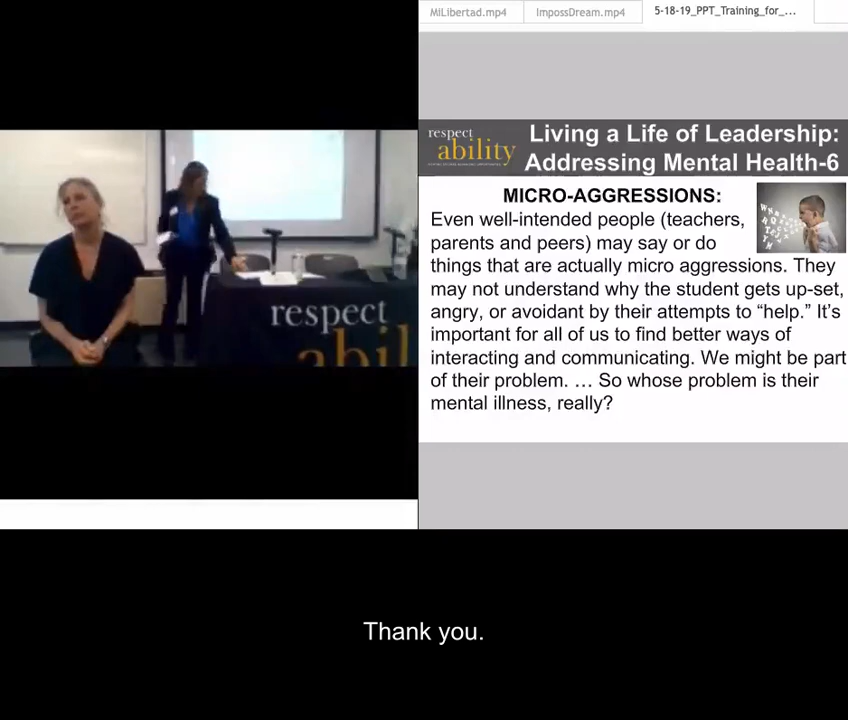 MiLibertad.mp4
ImpossDream.mp4
5-18-19_PPT_Training_for_...
respect
ability
Living a Life of Leadership:
Addressing Mental Health-6
MICRO-AGGRESSIONS:
Even well-intended people (teachers,
parents and peers) may say or do
things that are actually micro aggressions. They
may not understand why the student gets up-set,
angry, or avoidant by their attempts to “help.” It’s
important for all of us to find better ways of
interacting and communicating. We might be part
of their problem. … So whose problem is their
mental illness, really?
respect
abil
Thank you.